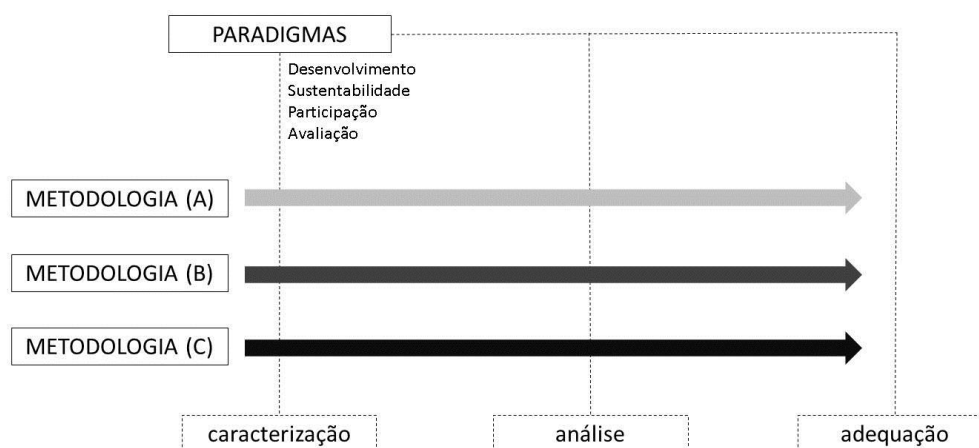 PARADIGMAS
Desenvolvimento
Sustentabilidade
Participação
Avaliação
METODOLOGIA (A)
METODOLOGIA (B)
METODOLOGIA (C)
caracterização
análise
adequação